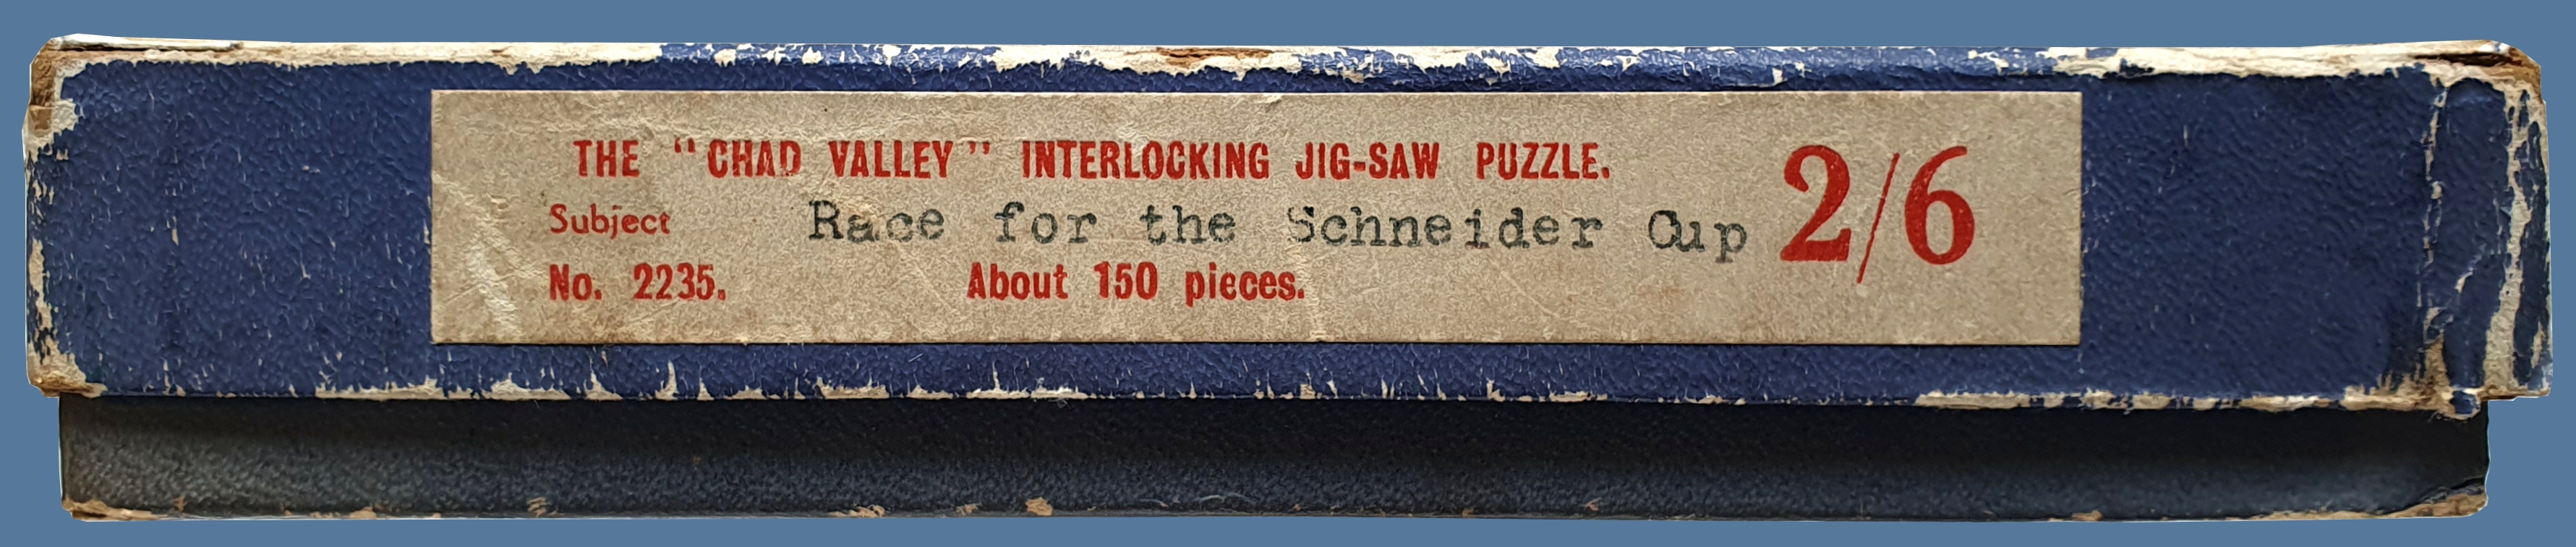 THE "CHAD VALLEY" INTERLOCKING JIG-SAW PUZZLE.
Subject Race for the Schneider Cup 2/6
No. 2235. About 150 pieces.